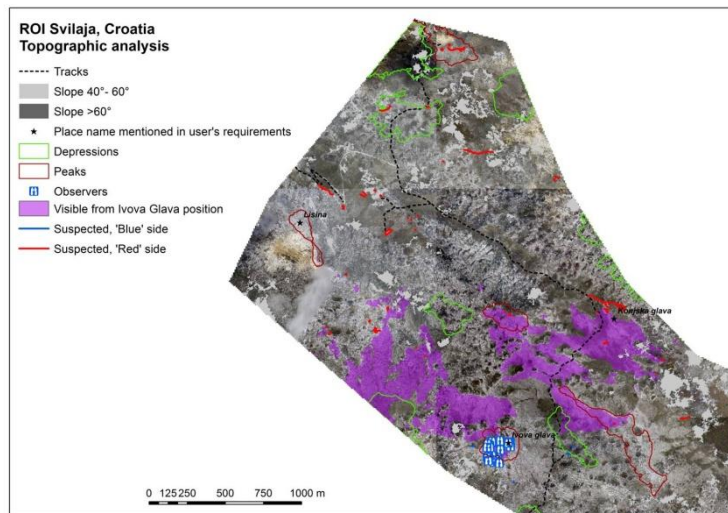 ROI Svilaja, Croatia
Topographic analysis
Tracks
Slope 40°- 60°
Slope >60°
Place name mentioned in user's requirements
Depressions
Peaks
Observers
Visible from Ivova Glava position
Suspected, 'Blue' side
Suspected, 'Red' side
Lisina
Konjska glava
Ivova glava
0 125 250 500 750 1000 m